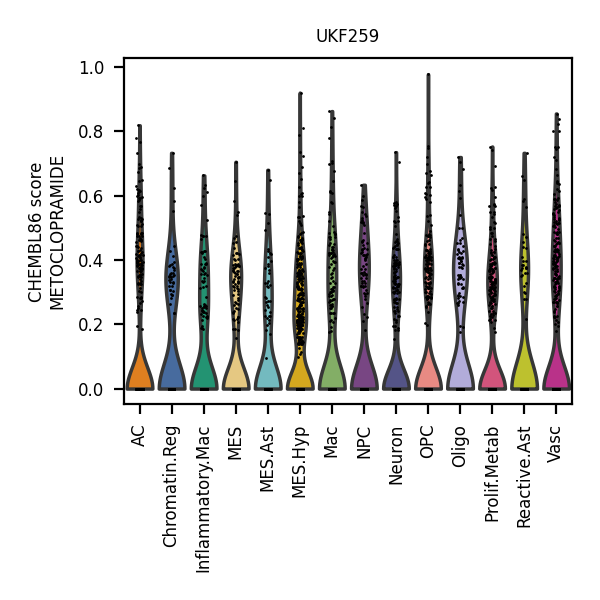 UKF259
CHEMBL86 score
METOCLOPRAMIDE
1.0
0.8
0.6
0.4
0.2
0.0
AC
Chromatin.Reg
Inflammatory.Mac
MES
MES.Ast
MES.Hyp
Mac
NPC
Neuron
OPC
Oligo
Prolif.Metab
Reactive.Ast
Vasc